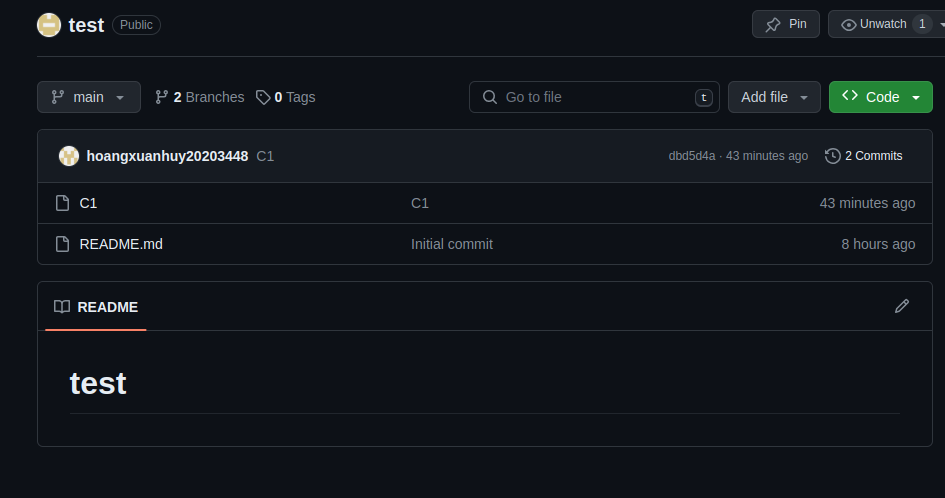 test Public Pin Unwatch 1
main 2 Branches 0 Tags Go to file t Add file Code
hoangxuanhuy20203448 C1 dbd5d4a · 43 minutes ago 2 Commits
C1 C1 43 minutes ago
README.md Initial commit 8 hours ago
README
test